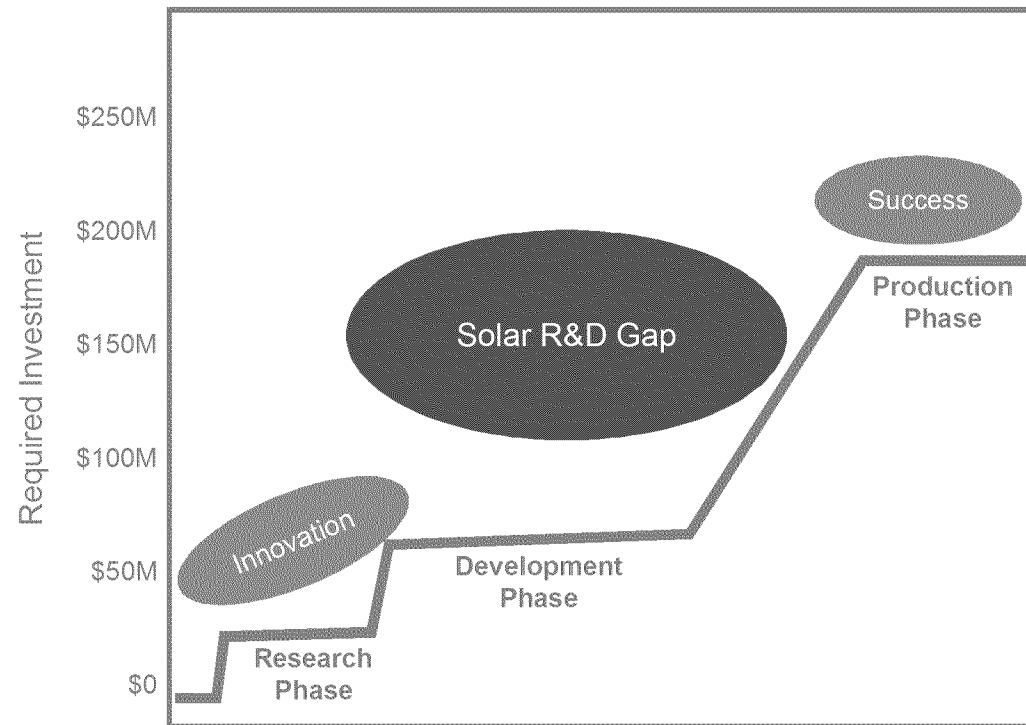 Required Investment
$250M
$200M
$150M
$100M
$50M
$0
Success
Production
Phase
Solar R&D Gap
Innovation
Development
Phase
Research
Phase